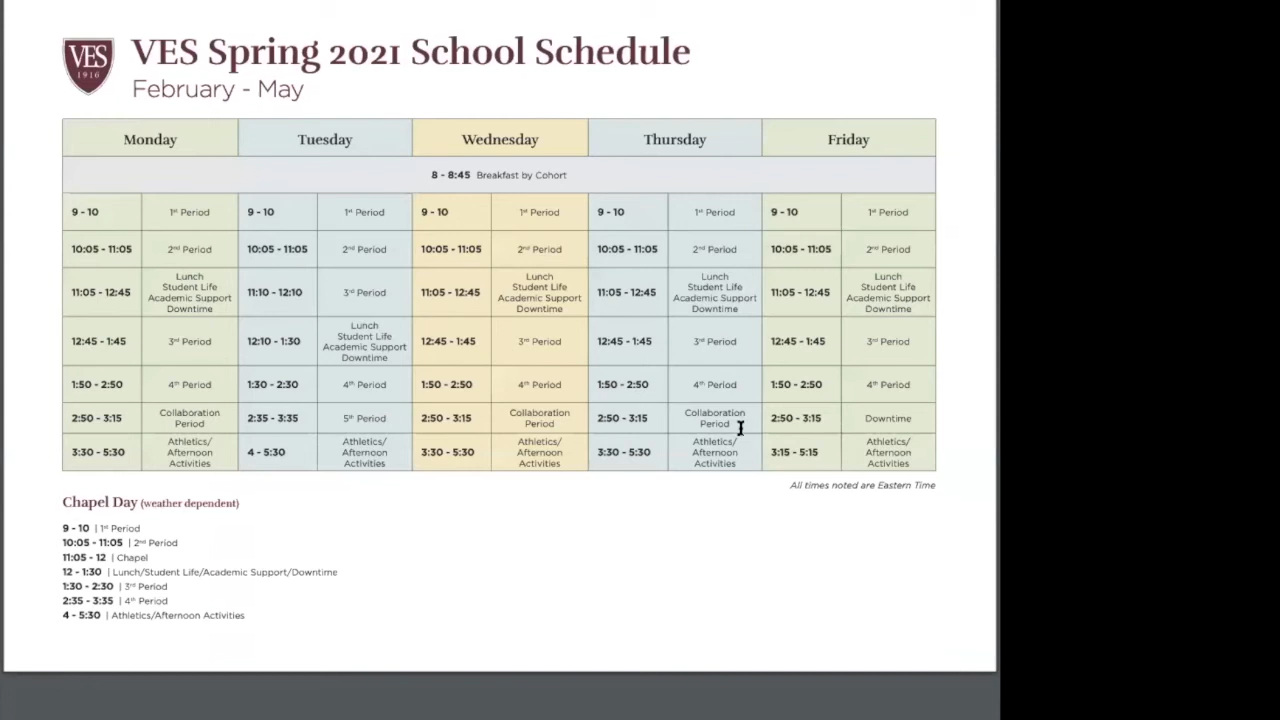 VES
1916
VES Spring 2021 School Schedule
February - May
Monday Tuesday Wednesday Thursday Friday
8 - 8:45 Breakfast by Cohort
9 - 10 1st Period 9 - 10 1st Period 9 - 10 1st Period 9 - 10 1st Period 9 - 10 1st Period
10:05 - 11:05 2nd Period 10:05 - 11:05 2nd Period 10:05 - 11:05 2nd Period 10:05 - 11:05 2nd Period 10:05 - 11:05 2nd Period
Lunch Lunch Lunch Lunch
Student Life Student Life Student Life Student Life
11:05 - 12:45 Academic Support 11:10 - 12:10 3rd Period 11:05 - 12:45 Academic Support 11:05 - 12:45 Academic Support 11:05 - 12:45 Academic Support
Downtime Downtime Downtime Downtime
Lunch
Student Life
12:45 - 1:45 3rd Period 12:10 - 1:30 Academic Support 12:45 - 1:45 3rd Period 12:45 - 1:45 3rd Period 12:45 - 1:45 3rd Period
Downtime
1:50 - 2:50 4th Period 1:30 - 2:30 4th Period 1:50 - 2:50 4th Period 1:50 - 2:50 4th Period 1:50 - 2:50 4th Period
2:50 - 3:15 Collaboration 2:35 - 3:35 5th Period 2:50 - 3:15 Collaboration 2:50 - 3:15 Collaboration 2:50 - 3:15 Downtime
Period Period Period
Athletics/ Athletics/ Athletics/ Athletics/ Athletics/
3:30 - 5:30 Afternoon 4 - 5:30 Afternoon 3:30 - 5:30 Afternoon 3:30 - 5:30 Afternoon 3:15 - 5:15 Afternoon
Activities Activities Activities Activities Activities
All times noted are Eastern Time
Chapel Day (weather dependent)
9 - 10 | 1st Period
10:05 - 11:05 | 2nd Period
11:05 - 12 | Chapel
12 - 1:30 | Lunch/Student Life/Academic Support/Downtime
1:30 - 2:30 | 3rd Period
2:35 - 3:35 | 4th Period
4 - 5:30 | Athletics/Afternoon Activities